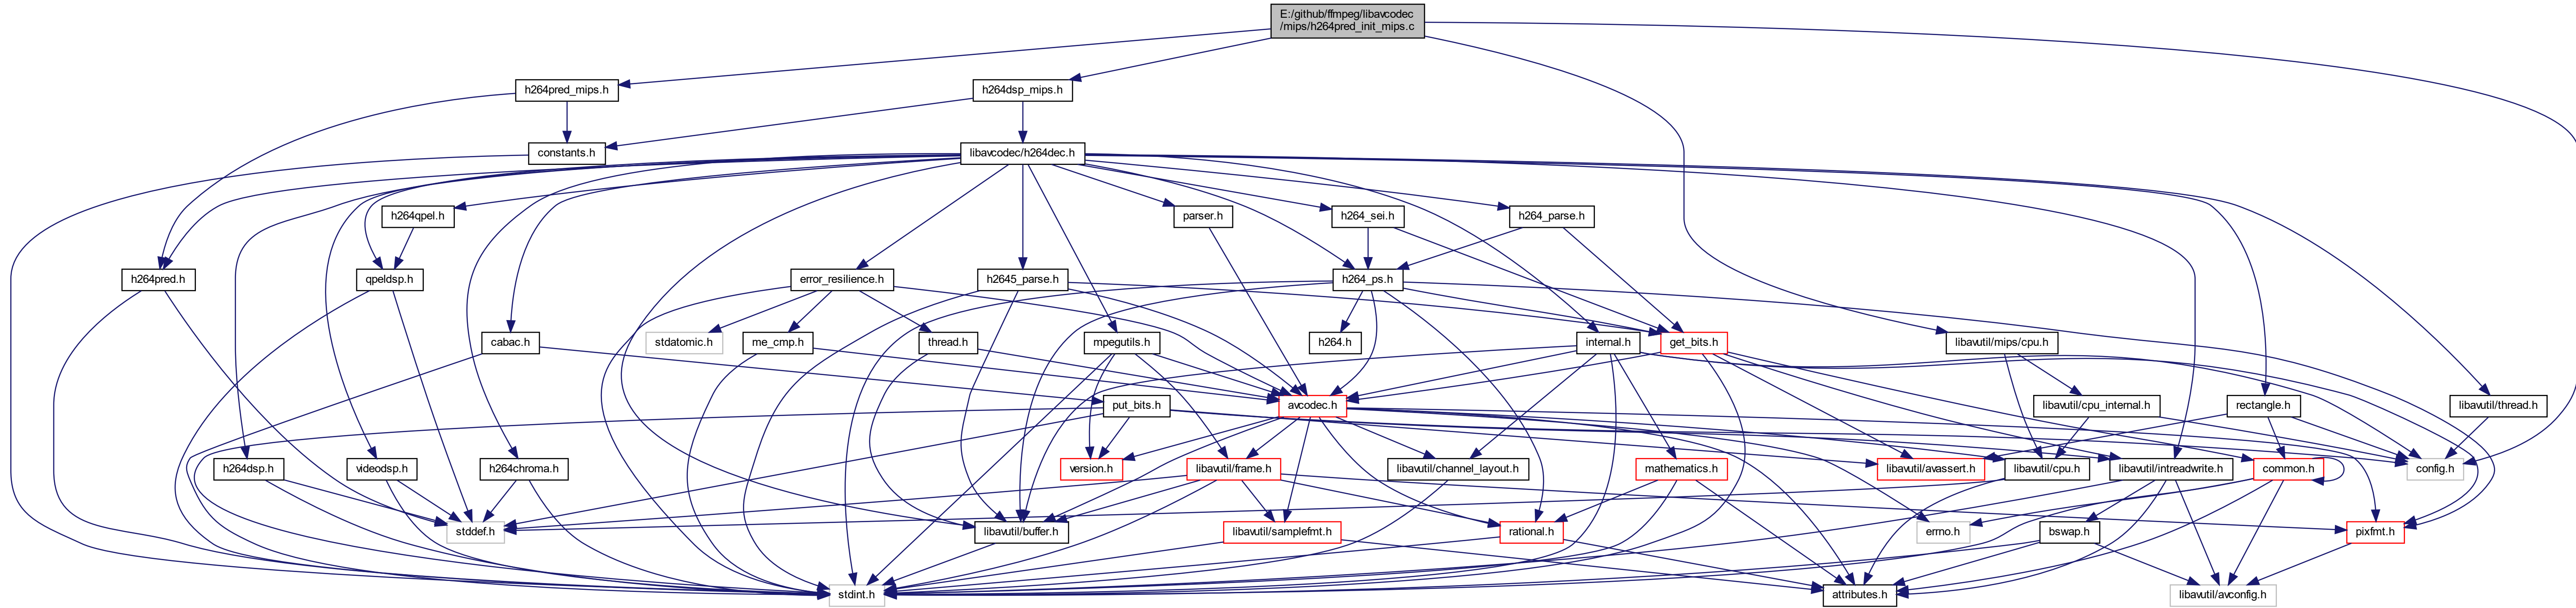 E:/github/ffmpeg/libavcodec
/mips/h264pred_init_mips.c
h264pred_mips.h
h264dsp_mips.h
constants.h
libavcodec/h264dec.h
h264qpel.h
parser.h
h264_sei.h
h264_parse.h
h264pred.h
qpeldsp.h
error_resilience.h
h2645_parse.h
h264_ps.h
cabac.h
stdatomic.h
me_cmp.h
thread.h
mpegutils.h
h264.h
internal.h
get_bits.h
libavutil/mips/cpu.h
put_bits.h
avcodec.h
libavutil/cpu_internal.h
rectangle.h
libavutil/thread.h
h264dsp.h
videodsp.h
h264chroma.h
version.h
libavutil/frame.h
libavutil/channel_layout.h
mathematics.h
libavutil/avassert.h
libavutil/cpu.h
libavutil/intreadwrite.h
common.h
config.h
stddef.h
libavutil/buffer.h
libavutil/samplefmt.h
rational.h
errno.h
bswap.h
pixfmt.h
stdint.h
attributes.h
libavutil/avconfig.h